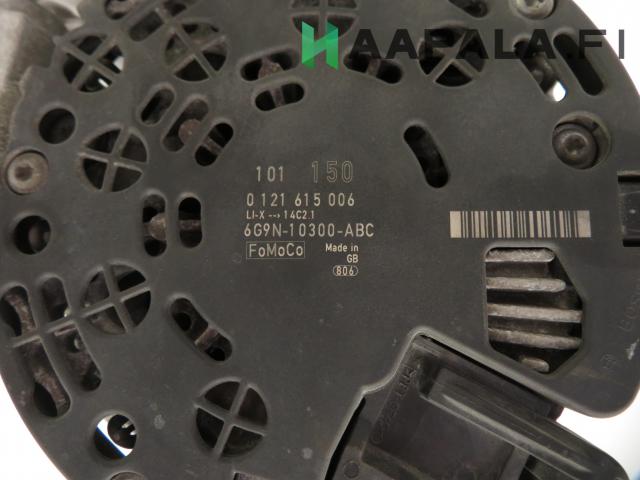 HAAPALA.FI
101 150
0 121 615 006
LI-X --> 14C2.1
6G9N-10300-ABC
FoMoCo Made in
GB
806